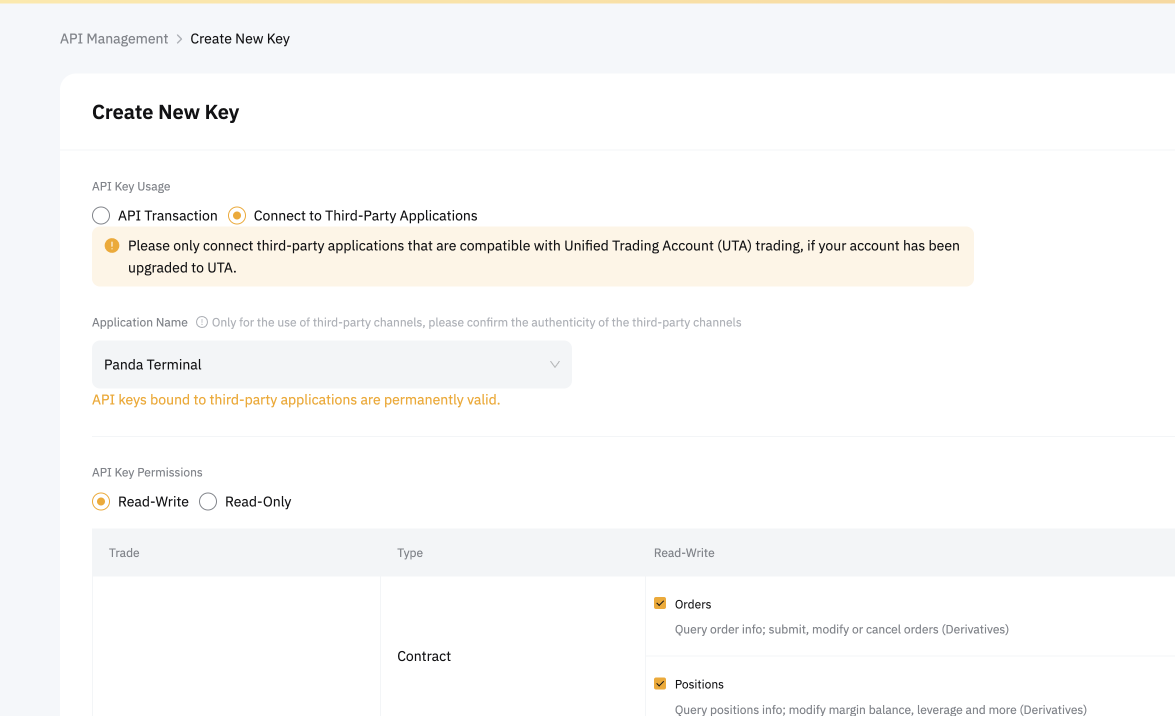 API Management > Create New Key
Create New Key
API Key Usage
API Transaction Connect to Third-Party Applications
Please only connect third-party applications that are compatible with Unified Trading Account (UTA) trading, if your account has been
upgraded to UTA.
Application Name Only for the use of third-party channels, please confirm the authenticity of the third-party channels
Panda Terminal
API keys bound to third-party applications are permanently valid.
API Key Permissions
Read-Write Read-Only
Trade Type Read-Write
Orders
Query order info; submit, modify or cancel orders (Derivatives)
Contract
Positions
Query positions info; modify margin balance, leverage and more (Derivatives)